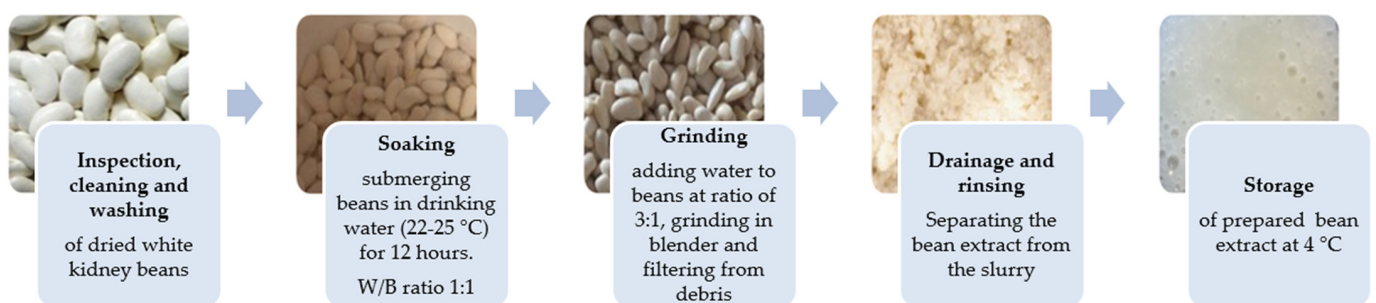 Inspection,
cleaning and
washing
of dried white
kidney beans
Soaking
submerging
beans in drinking
water (22-25 °C)
for 12 hours.
W/B ratio 1:1
Grinding
adding water to
beans at ratio of
3:1, grinding in
blender and
filtering from
debris
Drainage and
rinsing
Separating the
bean extract from
the slurry
Storage
of prepared bean
extract at 4 °C